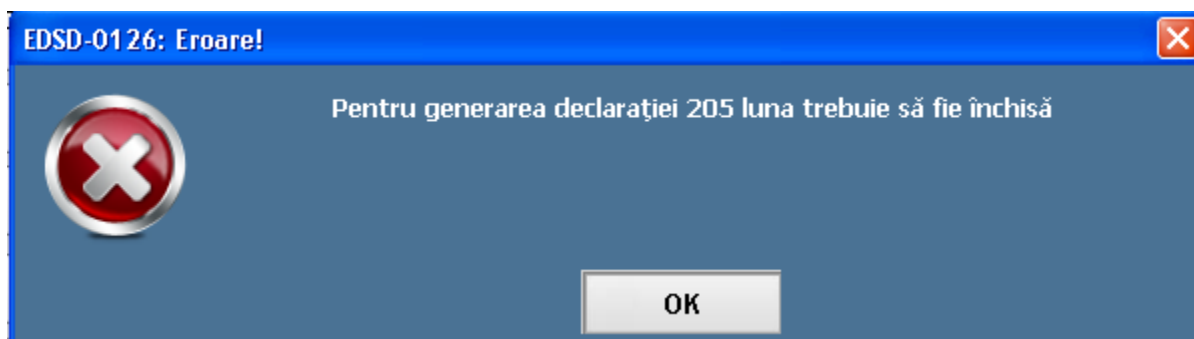 EDSD-0126: Eroare!
Pentru generarea declaraţiei 205 luna trebuie să fie închisă
OK